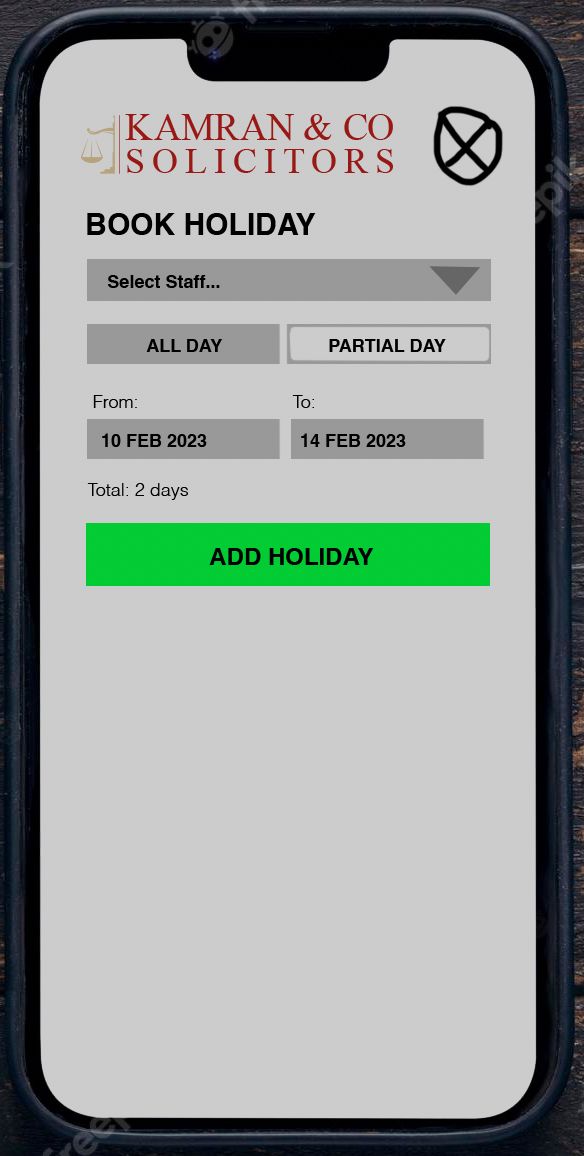 KAMRAN & CO
SOLICITORS
BOOK HOLIDAY
Select Staff...
ALL DAY
PARTIAL DAY
From:
To:
10 FEB 2023
14 FEB 2023
Total: 2 days
ADD HOLIDAY